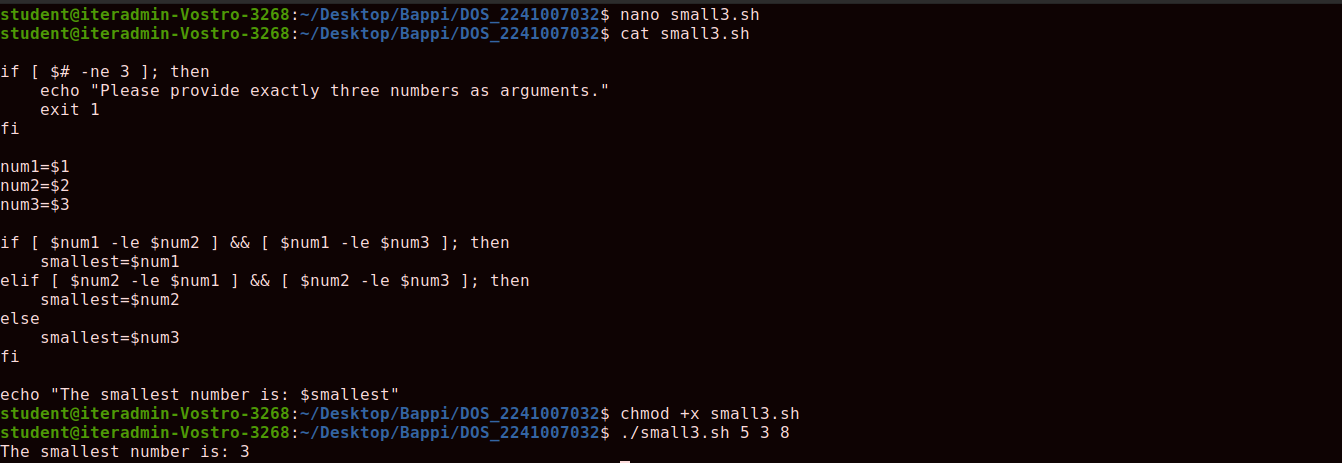 student@iteradmin-Vostro-3268:~/Desktop/Bappi/DOS_2241007032$ nano small3.sh
student@iteradmin-Vostro-3268:~/Desktop/Bappi/DOS_2241007032$ cat small3.sh
if [ $# -ne 3 ]; then
    echo "Please provide exactly three numbers as arguments."
    exit 1
fi
num1=$1
num2=$2
num3=$3
if [ $num1 -le $num2 ] && [ $num1 -le $num3 ]; then
    smallest=$num1
elif [ $num2 -le $num1 ] && [ $num2 -le $num3 ]; then
    smallest=$num2
else
    smallest=$num3
fi
echo "The smallest number is: $smallest"
student@iteradmin-Vostro-3268:~/Desktop/Bappi/DOS_2241007032$ chmod +x small3.sh
student@iteradmin-Vostro-3268:~/Desktop/Bappi/DOS_2241007032$ ./small3.sh 5 3 8
The smallest number is: 3